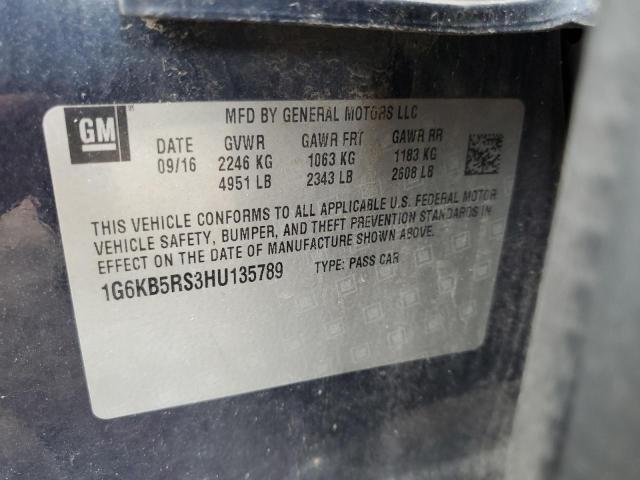 GM
MFD BY GENERAL MOTORS LLC
DATE GVWR GAWR FRT GAWR RR
09/16 2246 KG 1063 KG 1183 KG
4951 LB 2343 LB 2608 LB
THIS VEHICLE CONFORMS TO ALL APPLICABLE U.S. FEDERAL MOTOR
VEHICLE SAFETY, BUMPER, AND THEFT PREVENTION STANDARDS IN
EFFECT ON THE DATE OF MANUFACTURE SHOWN ABOVE.
1G6KB5RS3HU135789 TYPE: PASS CAR